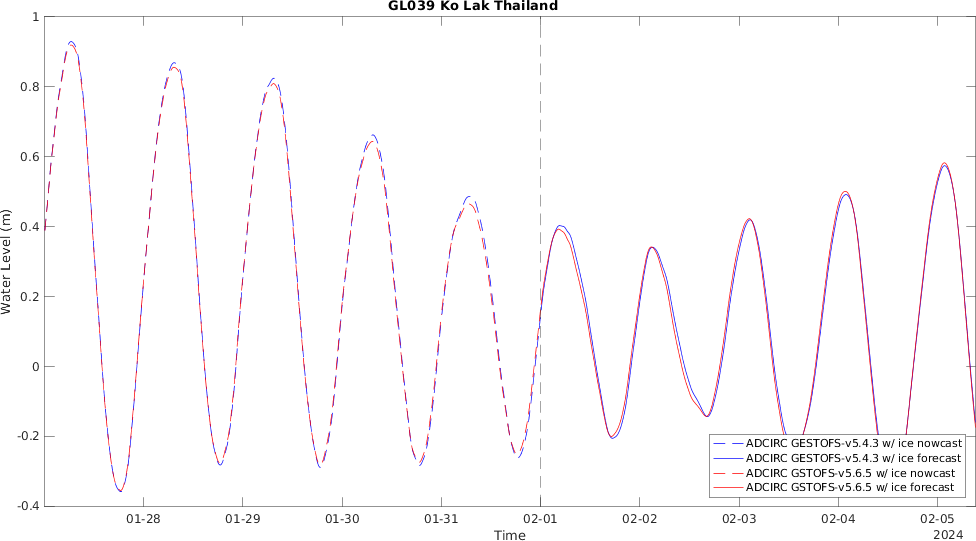 GL039 Ko Lak Thailand
1
0.8
0.6
0.4
0.2
0
-0.2
-0.4
Water Level (m)
01-28 01-29 01-30 01-31 02-01 02-02 02-03 02-04 02-05
Time
2024
ADCIRC GESTOFS-v5.4.3 w/ ice nowcast
ADCIRC GESTOFS-v5.4.3 w/ ice forecast
ADCIRC GSTOFS-v5.6.5 w/ ice nowcast
ADCIRC GSTOFS-v5.6.5 w/ ice forecast